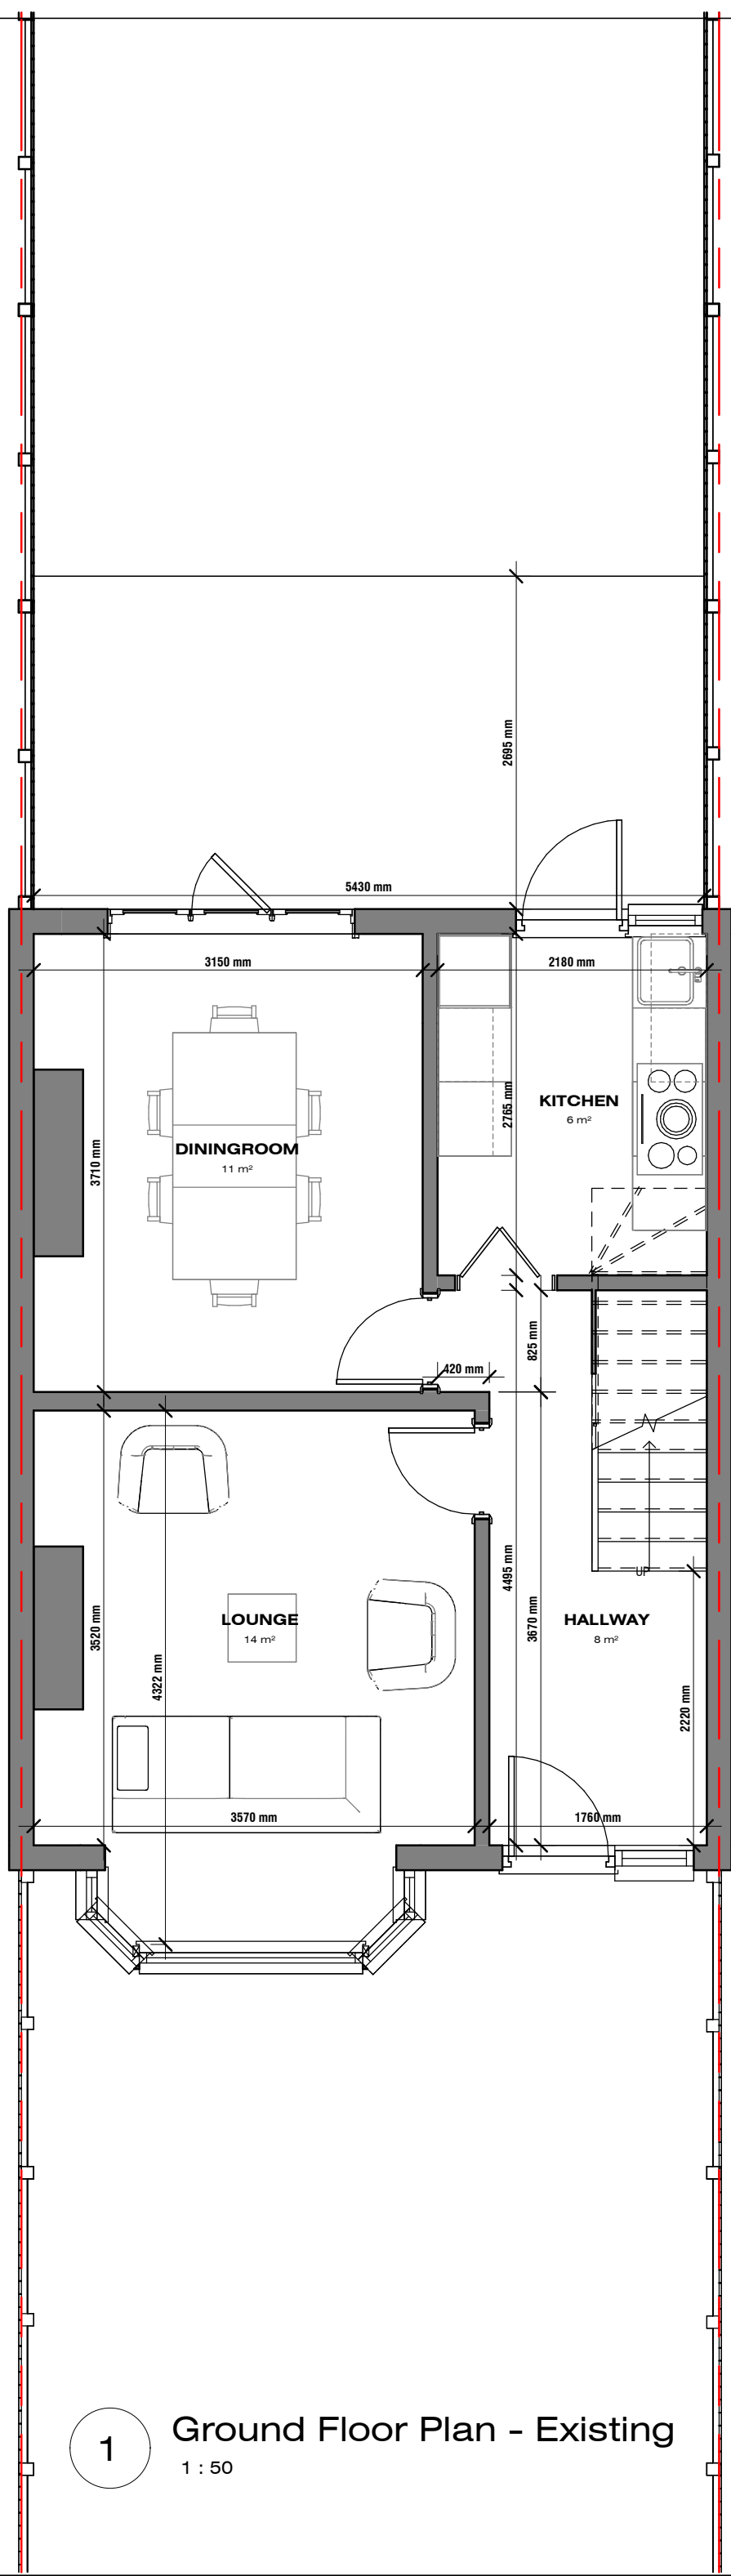 2695 mm
5430 mm
3150 mm
2180 mm
KITCHEN
6 m²
2765 mm
DININGROOM
11 m²
3710 mm
825 mm
420 mm
4495 mm
UP
3520 mm
LOUNGE
14 m²
3670 mm
HALLWAY
8 m²
4322 mm
2220 mm
3570 mm
1760 mm
1
Ground Floor Plan - Existing
1 : 50